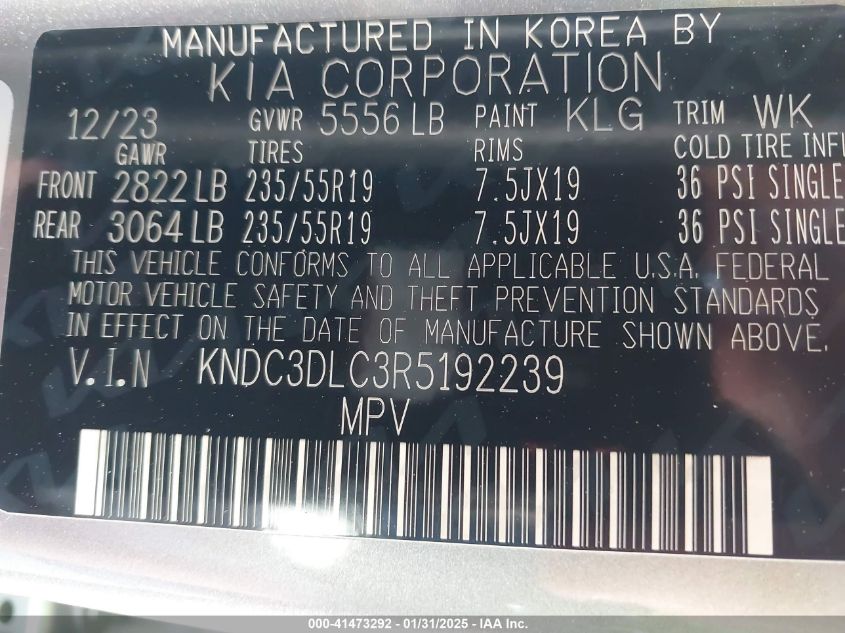 MANUFACTURED IN KOREA BY
KIA CORPORATION
12/23 GVWR 5556 LB PAINT KLG TRIM WK
GAWR TIRES RIMS COLD TIRE INFL
FRONT 2822 LB 235/55R19 7.5JX19 36 PSI SINGLE
REAR 3064 LB 235/55R19 7.5JX19 36 PSI SINGLE
THIS VEHICLE CONFORMS TO ALL APPLICABLE U.S.A. FEDERAL
MOTOR VEHICLE SAFETY AND THEFT PREVENTION STANDARDS
IN EFFECT ON THE DATE OF MANUFACTURE SHOWN ABOVE.
V.I.N KNDC3DLC3R5192239
MPV
000-41473292 - 01/31/2025 - IAA Inc.